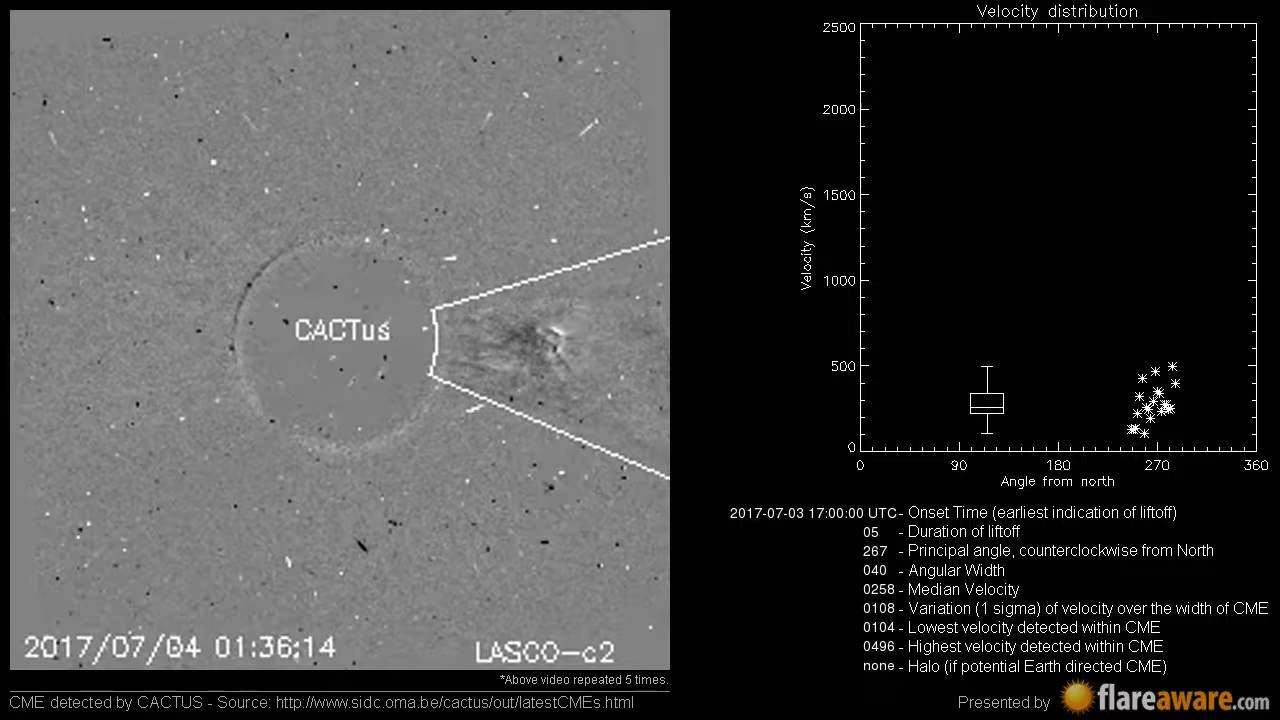 CACTus
2017/07/04 01:36:14
LASCO-c2
*Above video repeated 5 times.
CME detected by CACTUS - Source: http://www.sidc.oma.be/cactus/out/latestCMEs.html
Velocity distribution
Velocity (km/s)
2500
2000
1500
1000
500
0
0 90 180 270 360
Angle from north
2017-07-03 17:00:00 UTC - Onset Time (earliest indication of liftoff)
05 - Duration of liftoff
267 - Principal angle, counterclockwise from North
040 - Angular Width
0258 - Median Velocity
0108 - Variation (1 sigma) of velocity over the width of CME
0104 - Lowest velocity detected within CME
0496 - Highest velocity detected within CME
none - Halo (if potential Earth directed CME)
Presented by flareaware.com